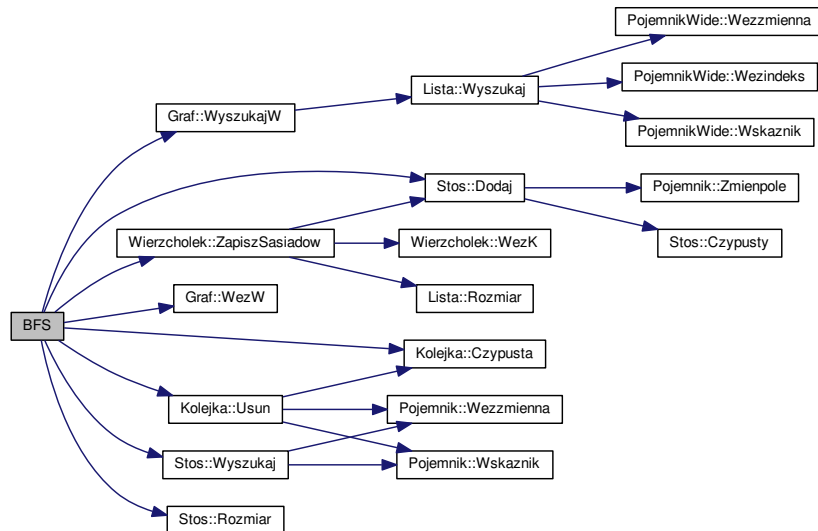 PojemnikWide::Wezzmienna
PojemnikWide::Wezindeks
Lista::Wyszukaj
Graf::WyszukajW
PojemnikWide::Wskaznik
Stos::Dodaj
Pojemnik::Zmienpole
Wierzcholek::ZapiszSasiadow
Wierzcholek::WezK
Stos::Czypusty
Graf::WezW
Lista::Rozmiar
BFS
Kolejka::Czypusta
Kolejka::Usun
Pojemnik::Wezzmienna
Stos::Wyszukaj
Pojemnik::Wskaznik
Stos::Rozmiar